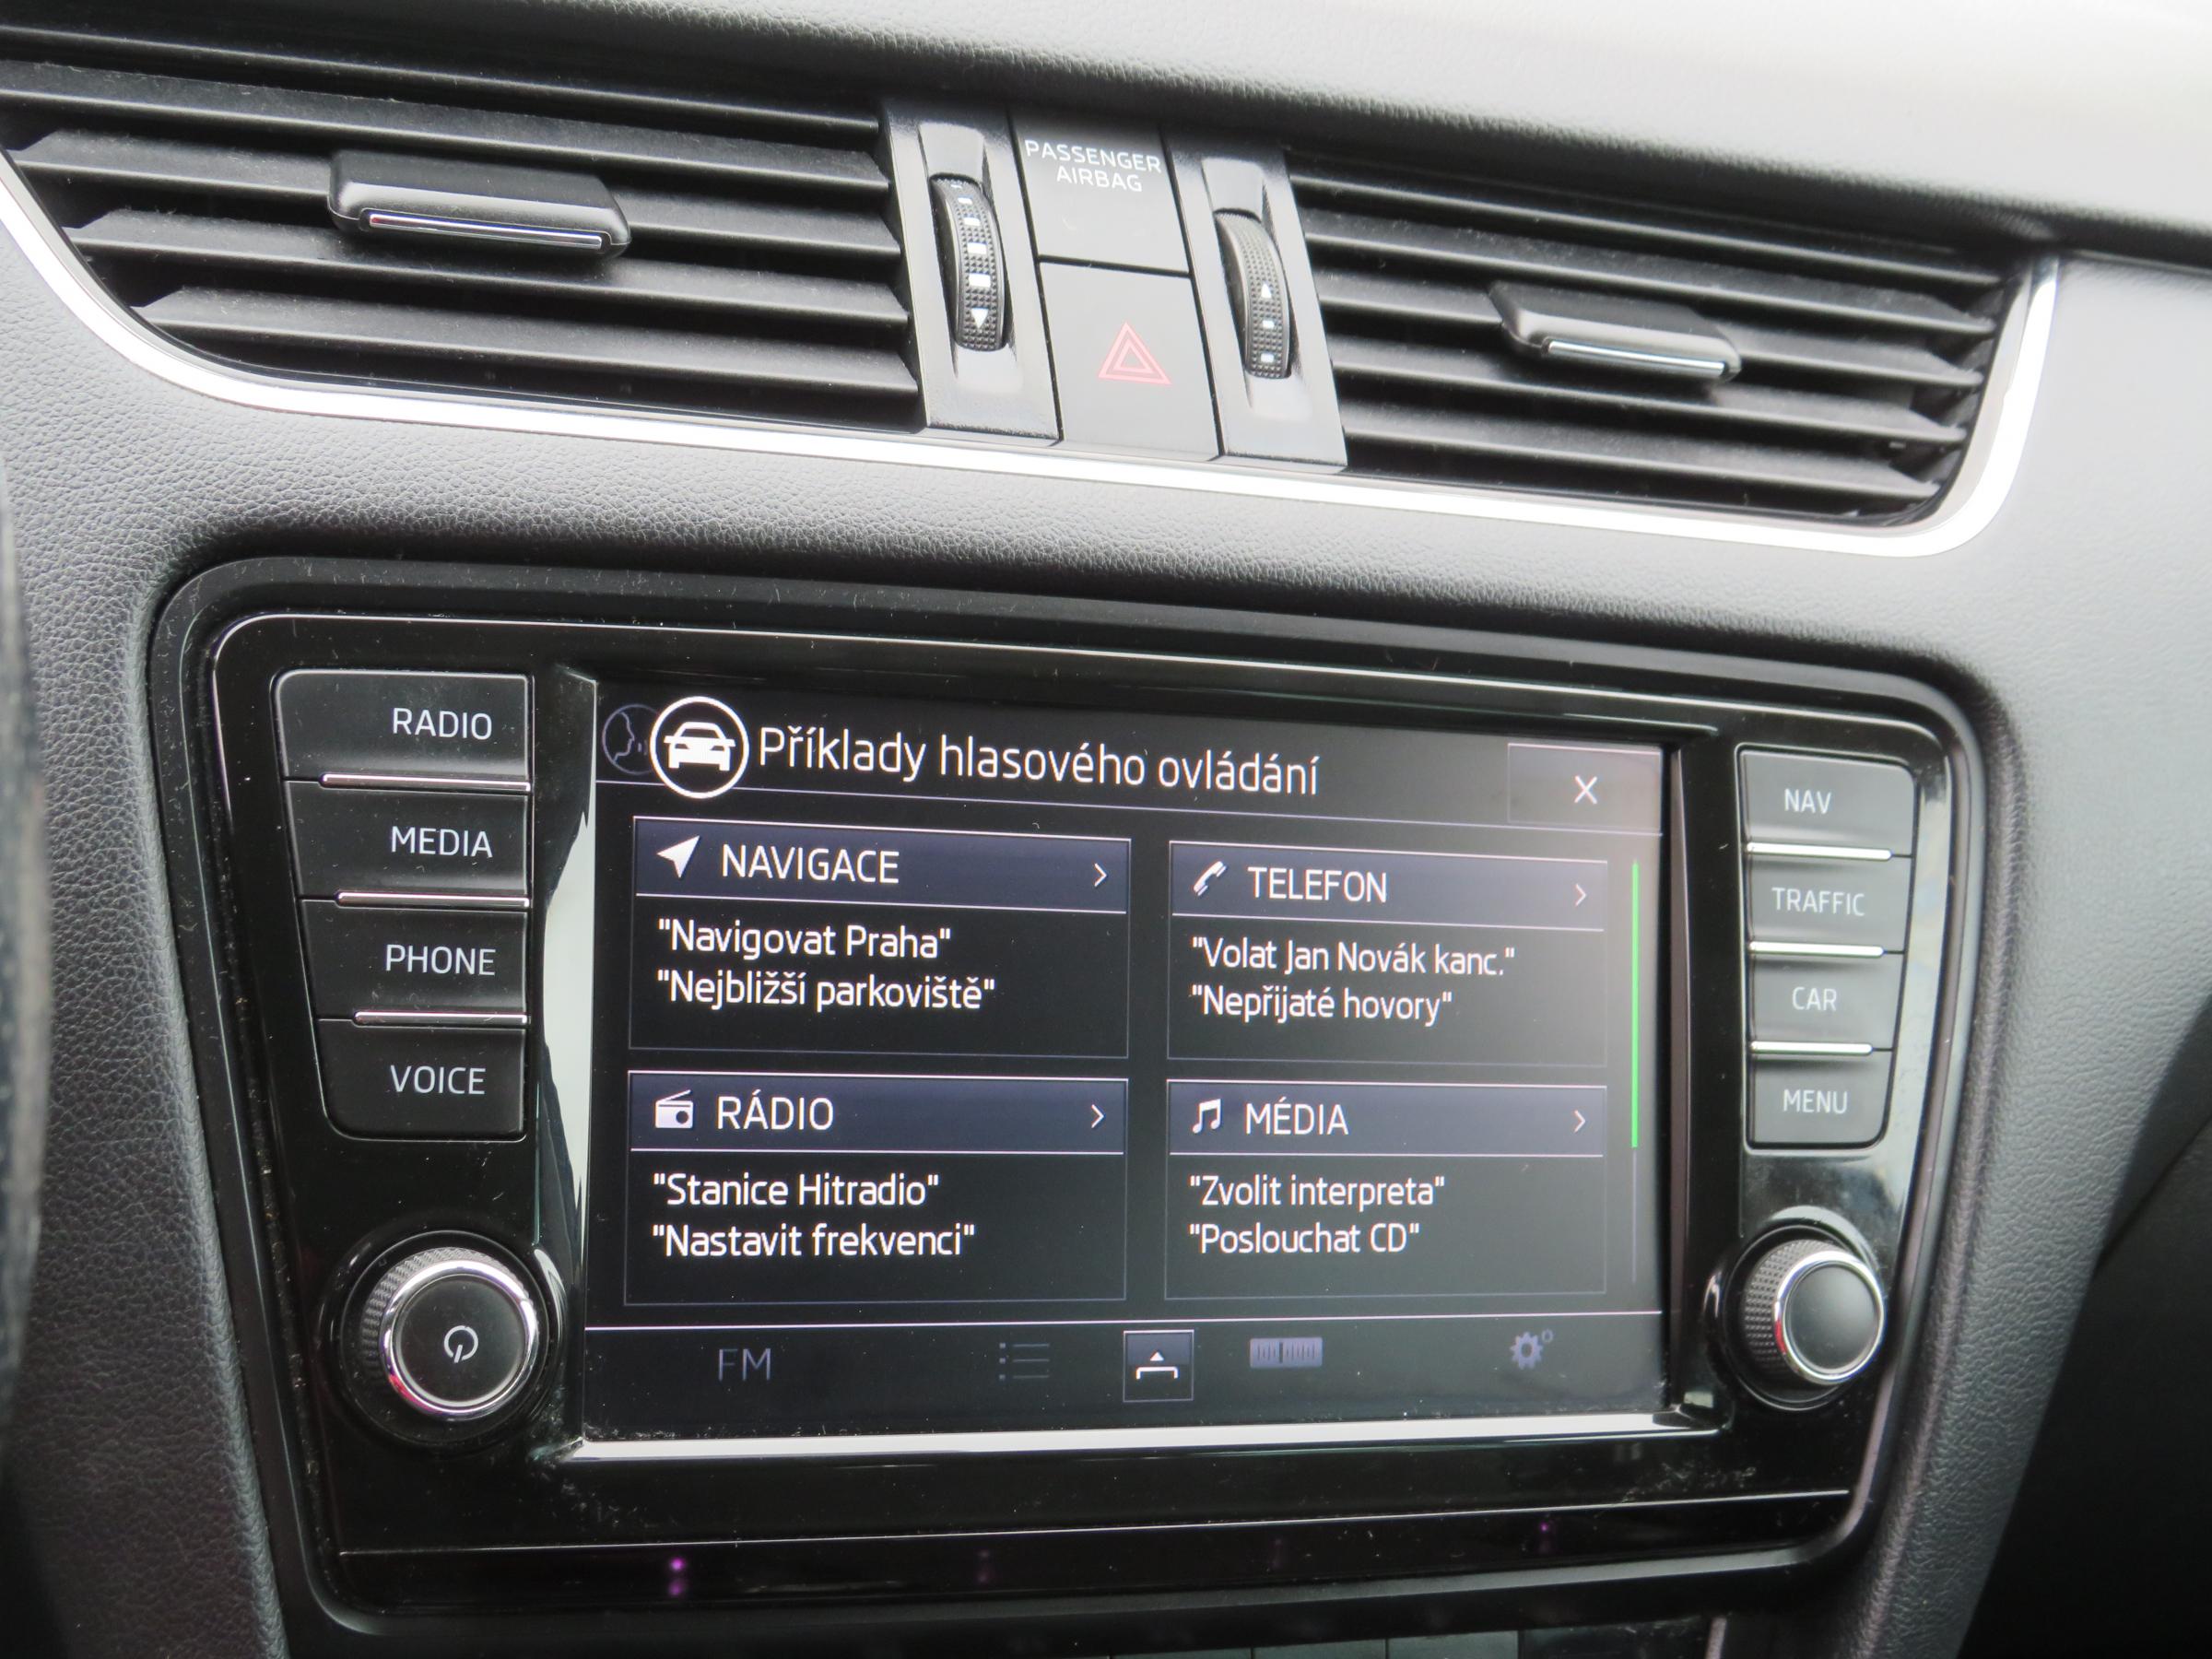 PASSENGER
AIRBAG
RADIO
MEDIA
PHONE
VOICE
Příklady hlasového ovládání
NAVIGACE
"Navigovat Praha"
"Nejbližší parkoviště"
TELEFON
"Volat Jan Novák kanc."
"Nepřijaté hovory"
RÁDIO
"Stanice Hitradio"
"Nastavit frekvenci"
MÉDIA
"Zvolit interpreta"
"Poslouchat CD"
FM
NAV
TRAFFIC
CAR
MENU